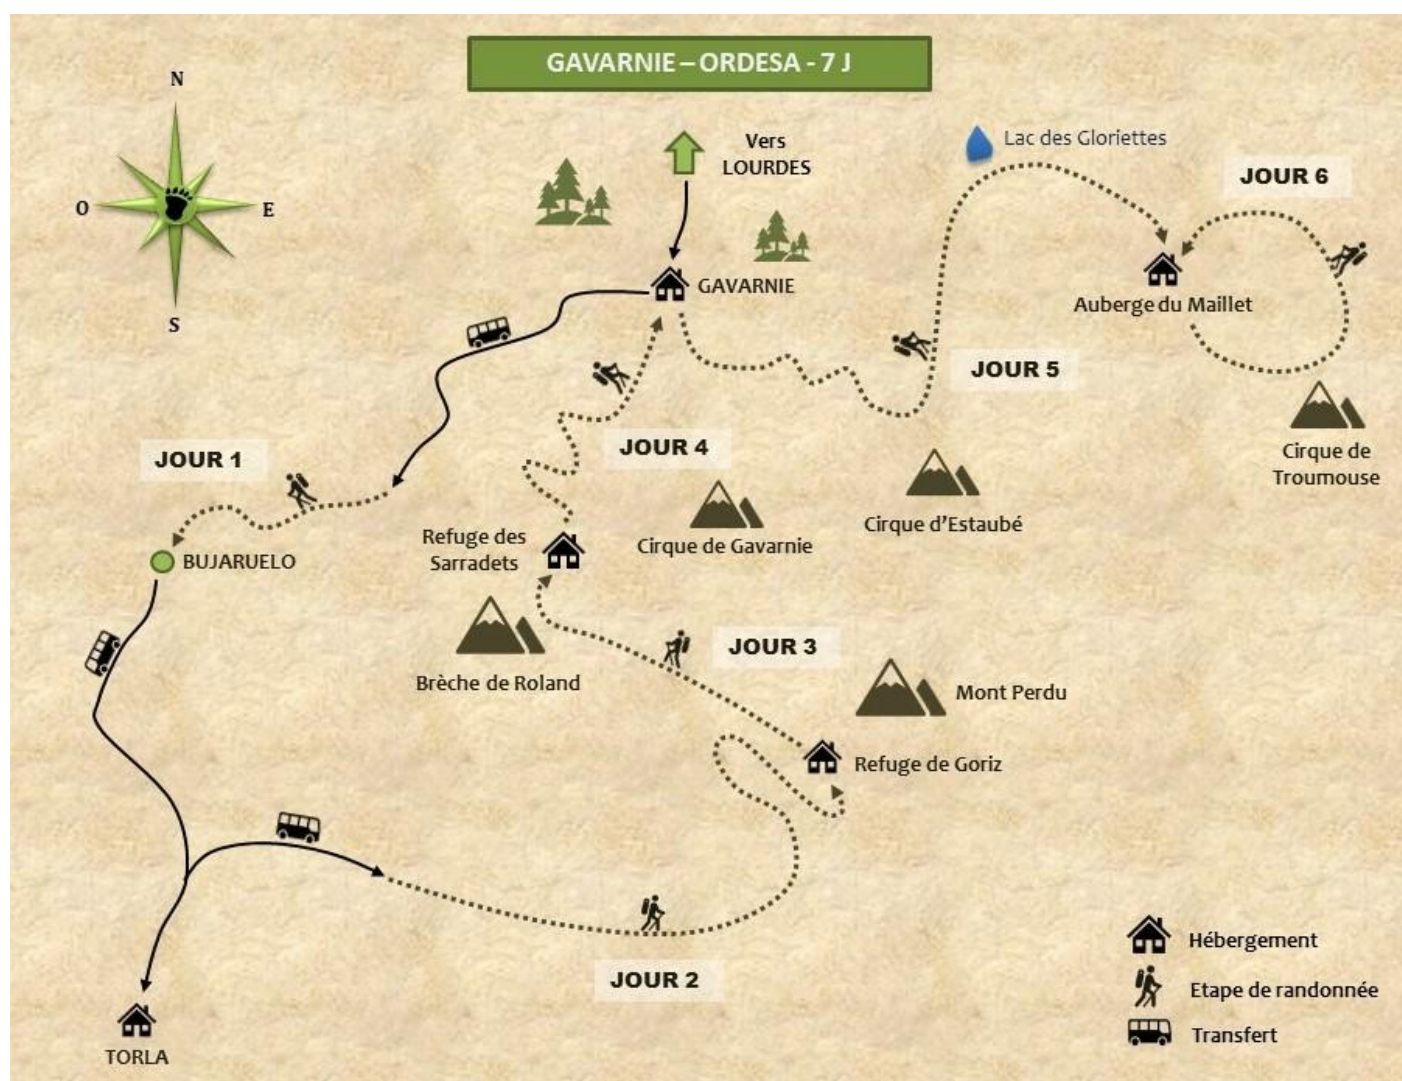 GAVARNIE – ORDESA - 7 J
N
O
E
S
Vers
LOURDES
Lac des Gloriettes
JOUR 6
GAVARNIE
Auberge du Maillet
JOUR 5
JOUR 4
JOUR 1
Cirque de
Troumouse
Cirque d’Estaubé
Refuge des
Sarradets
Cirque de Gavarnie
BUJARUELO
JOUR 3
Brèche de Roland
Mont Perdu
Refuge de Goriz
JOUR 2
TORLA
Hébergement
Etape de randonnée
Transfert